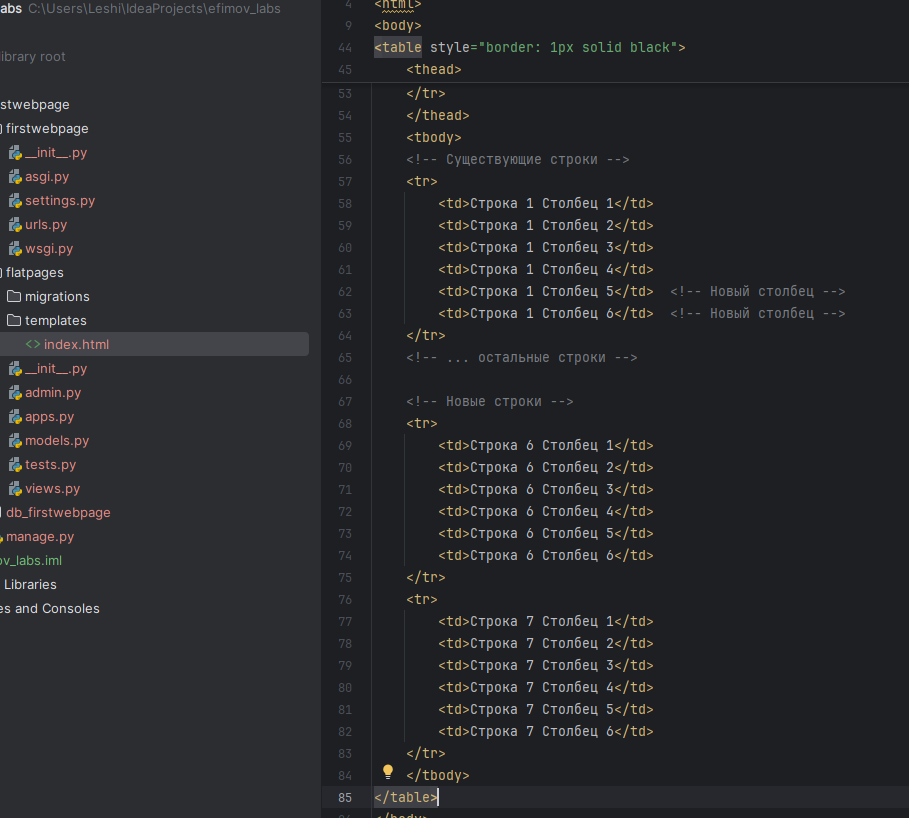 abs C:\Users\Leshi\IdeaProjects\efimov_labs
ibrary root
stwebpage
firstwebpage
__init__.py
asgi.py
settings.py
urls.py
wsgi.py
flatpages
migrations
templates
<> index.html
__init__.py
admin.py
apps.py
models.py
tests.py
views.py
db_firstwebpage
manage.py
ov_labs.iml
Libraries
es and Consoles
4 <html>
9 <body>
44 <table style="border: 1px solid black">
45 <thead>
53 </tr>
54 </thead>
55 <tbody>
56 <!-- Существующие строки -->
57 <tr>
58 <td>Строка 1 Столбец 1</td>
59 <td>Строка 1 Столбец 2</td>
60 <td>Строка 1 Столбец 3</td>
61 <td>Строка 1 Столбец 4</td>
62 <td>Строка 1 Столбец 5</td> <!-- Новый столбец -->
63 <td>Строка 1 Столбец 6</td> <!-- Новый столбец -->
64 </tr>
65 <!-- ... остальные строки -->
66
67 <!-- Новые строки -->
68 <tr>
69 <td>Строка 6 Столбец 1</td>
70 <td>Строка 6 Столбец 2</td>
71 <td>Строка 6 Столбец 3</td>
72 <td>Строка 6 Столбец 4</td>
73 <td>Строка 6 Столбец 5</td>
74 <td>Строка 6 Столбец 6</td>
75 </tr>
76 <tr>
77 <td>Строка 7 Столбец 1</td>
78 <td>Строка 7 Столбец 2</td>
79 <td>Строка 7 Столбец 3</td>
80 <td>Строка 7 Столбец 4</td>
81 <td>Строка 7 Столбец 5</td>
82 <td>Строка 7 Столбец 6</td>
83 </tr>
84 </tbody>
85 </table>
86 </body>